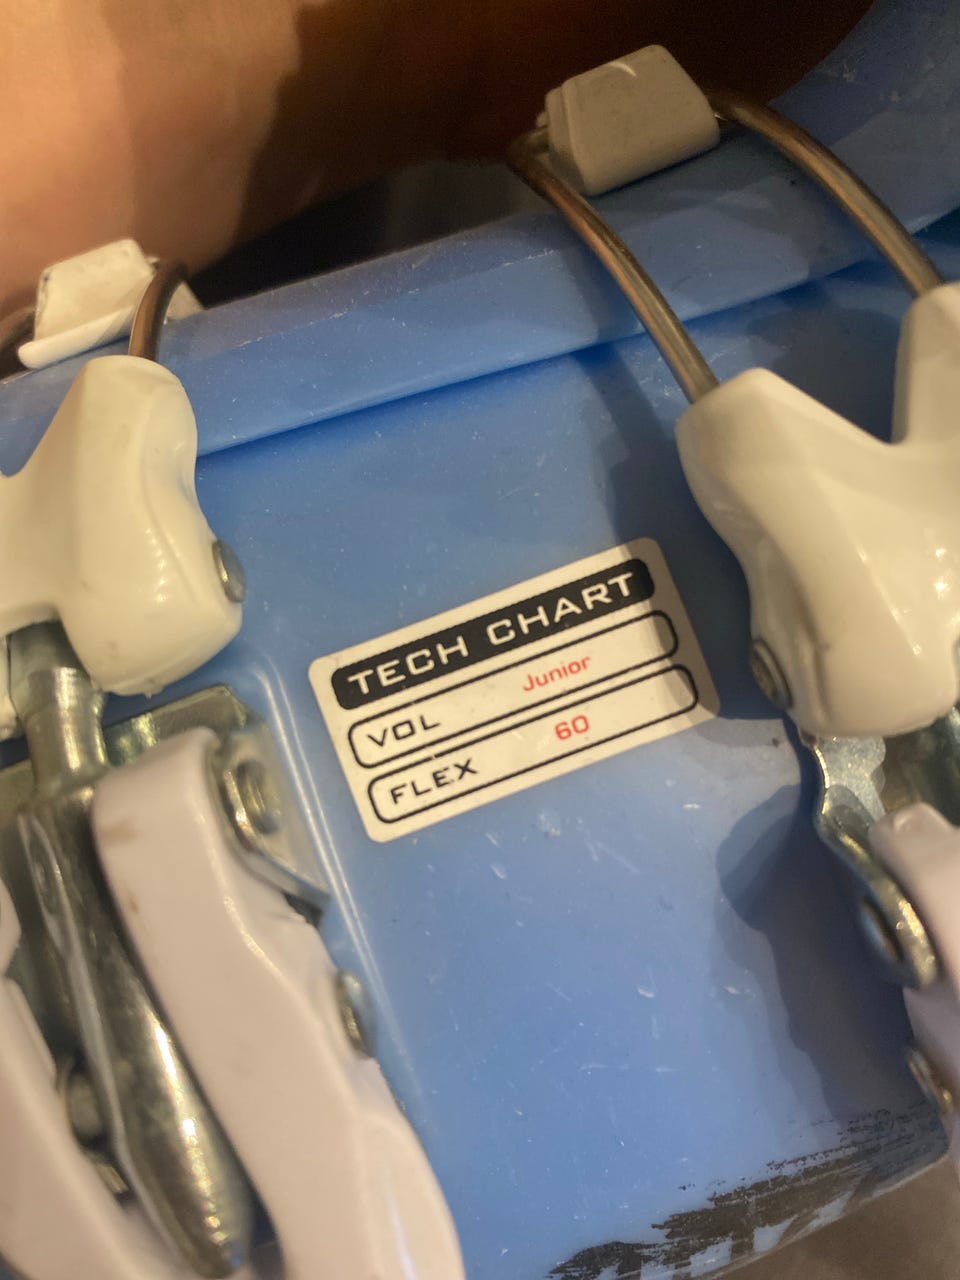 TECH CHART
VOL Junior
FLEX 60